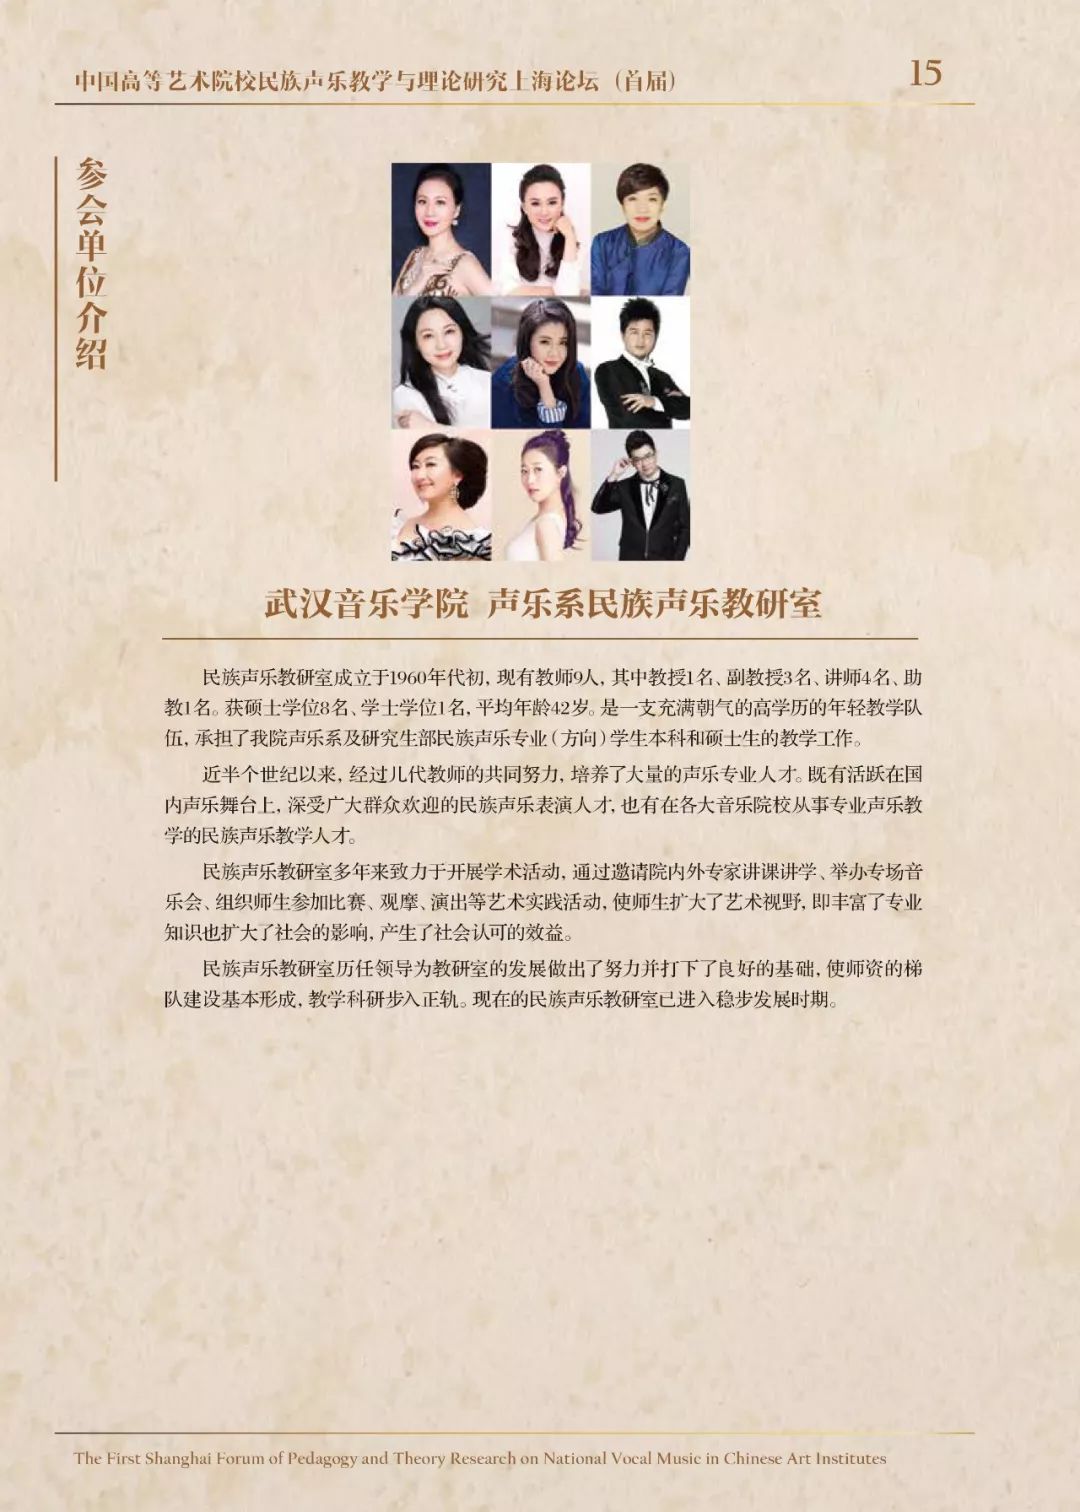 中国高等艺术院校民族声乐教学与理论研究上海论坛（首届）
15
参会单位介绍
武汉音乐学院 声乐系民族声乐教研室
民族声乐教研室成立于1960年代初，现有教师9人，其中教授1名、副教授3名、讲师4名、助
教1名。获硕士学位8名、学士学位1名，平均年龄42岁。是一支充满朝气的高学历的年轻教学队
伍，承担了我院声乐系及研究生部民族声乐专业（方向）学生本科和硕士生的教学工作。
近半个世纪以来，经过几代教师的共同努力，培养了大量的声乐专业人才。既有活跃在国
内声乐舞台上，深受广大群众欢迎的民族声乐表演人才，也有在各大音乐院校从事专业声乐教
学的民族声乐教学人才。
民族声乐教研室多年来致力于开展学术活动，通过邀请院内外专家讲课讲学、举办专场音
乐会、组织师生参加比赛、观摩、演出等艺术实践活动，使师生扩大了艺术视野，即丰富了专业
知识也扩大了社会的影响，产生了社会认可的效益。
民族声乐教研室历任领导为教研室的发展做出了努力并打下了良好的基础，使师资的梯
队建设基本形成，教学科研步入正轨。现在的民族声乐教研室已进入稳步发展时期。
The First Shanghai Forum of Pedagogy and Theory Research on National Vocal Music in Chinese Art Institutes